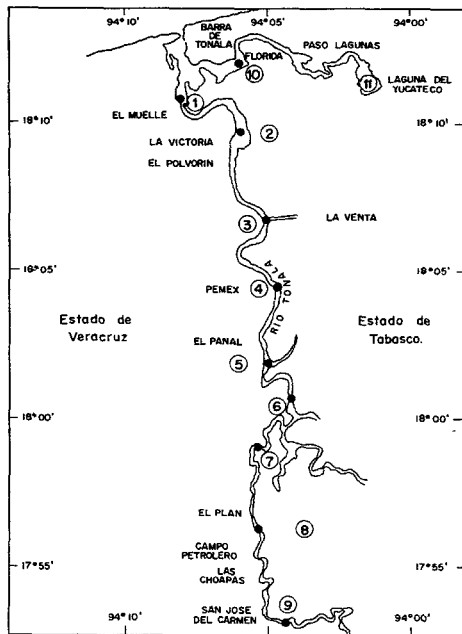 94°10'
94°05'
94°00'
BARRA
DE
TONALA
FLORIDA
PASO LAGUNAS
10
11
LAGUNA DEL
YUCATECO
1
EL MUELLE
18°10'
18°10'
2
LA VICTORIA
EL POLVORIN
3
LA VENTA
18°05'
18°05'
4
PEMEX
RIO TONALA
Estado de
Veracruz
Estado de
Tabasco.
EL PANAL
5
6
18°00'
18°00'
7
EL PLAN
8
CAMPO
PETROLERO
LAS
CHOAPAS
17°55'
17°55'
9
SAN JOSE
DEL CARMEN
94°10'
94°05'
94°00'